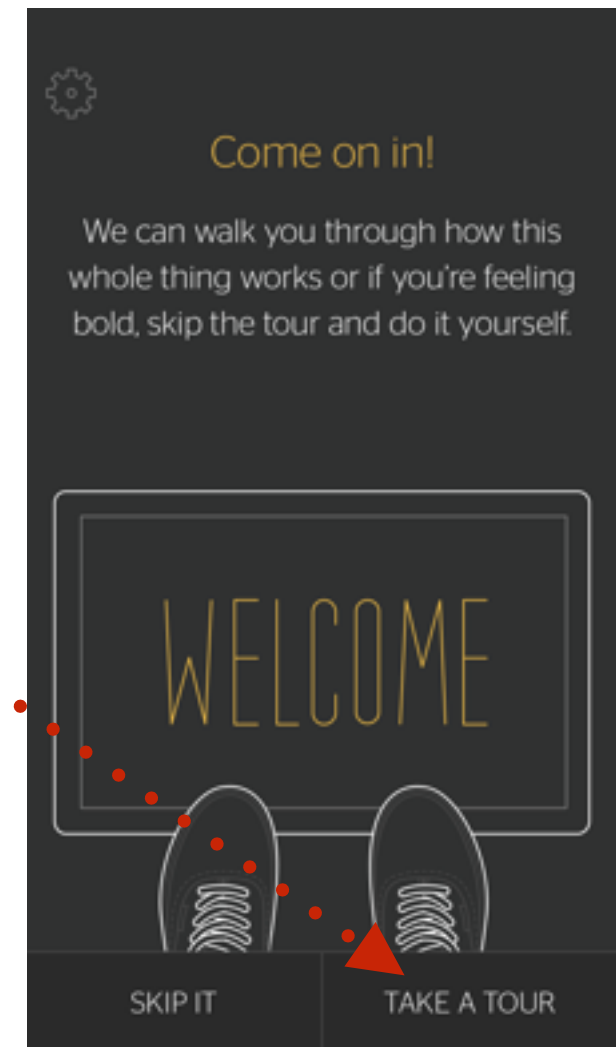 Come on in!
We can walk you through how this
whole thing works or if you're feeling
bold, skip the tour and do it yourself.
WELCOME
SKIP IT
TAKE A TOUR